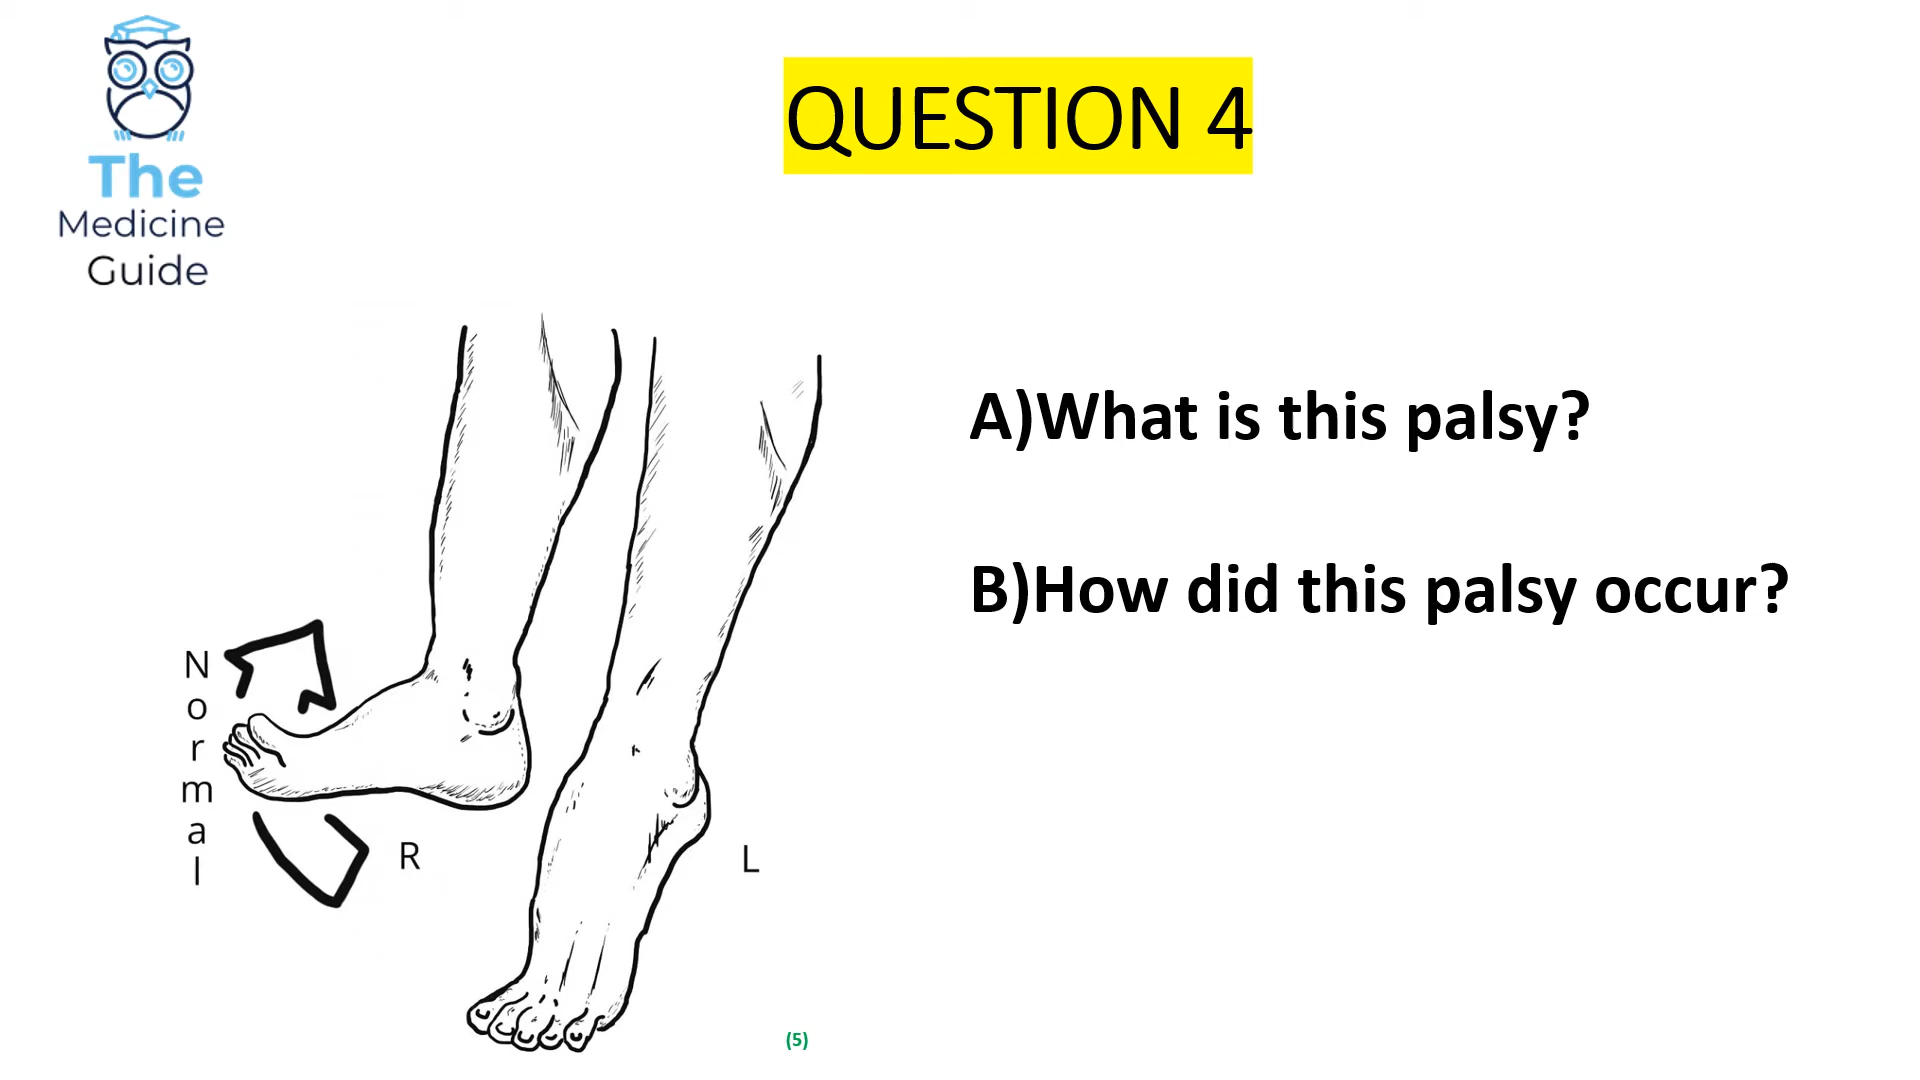 The
Medicine
Guide
QUESTION 4
A)What is this palsy?
B)How did this palsy occur?
Normal
R
L
(5)